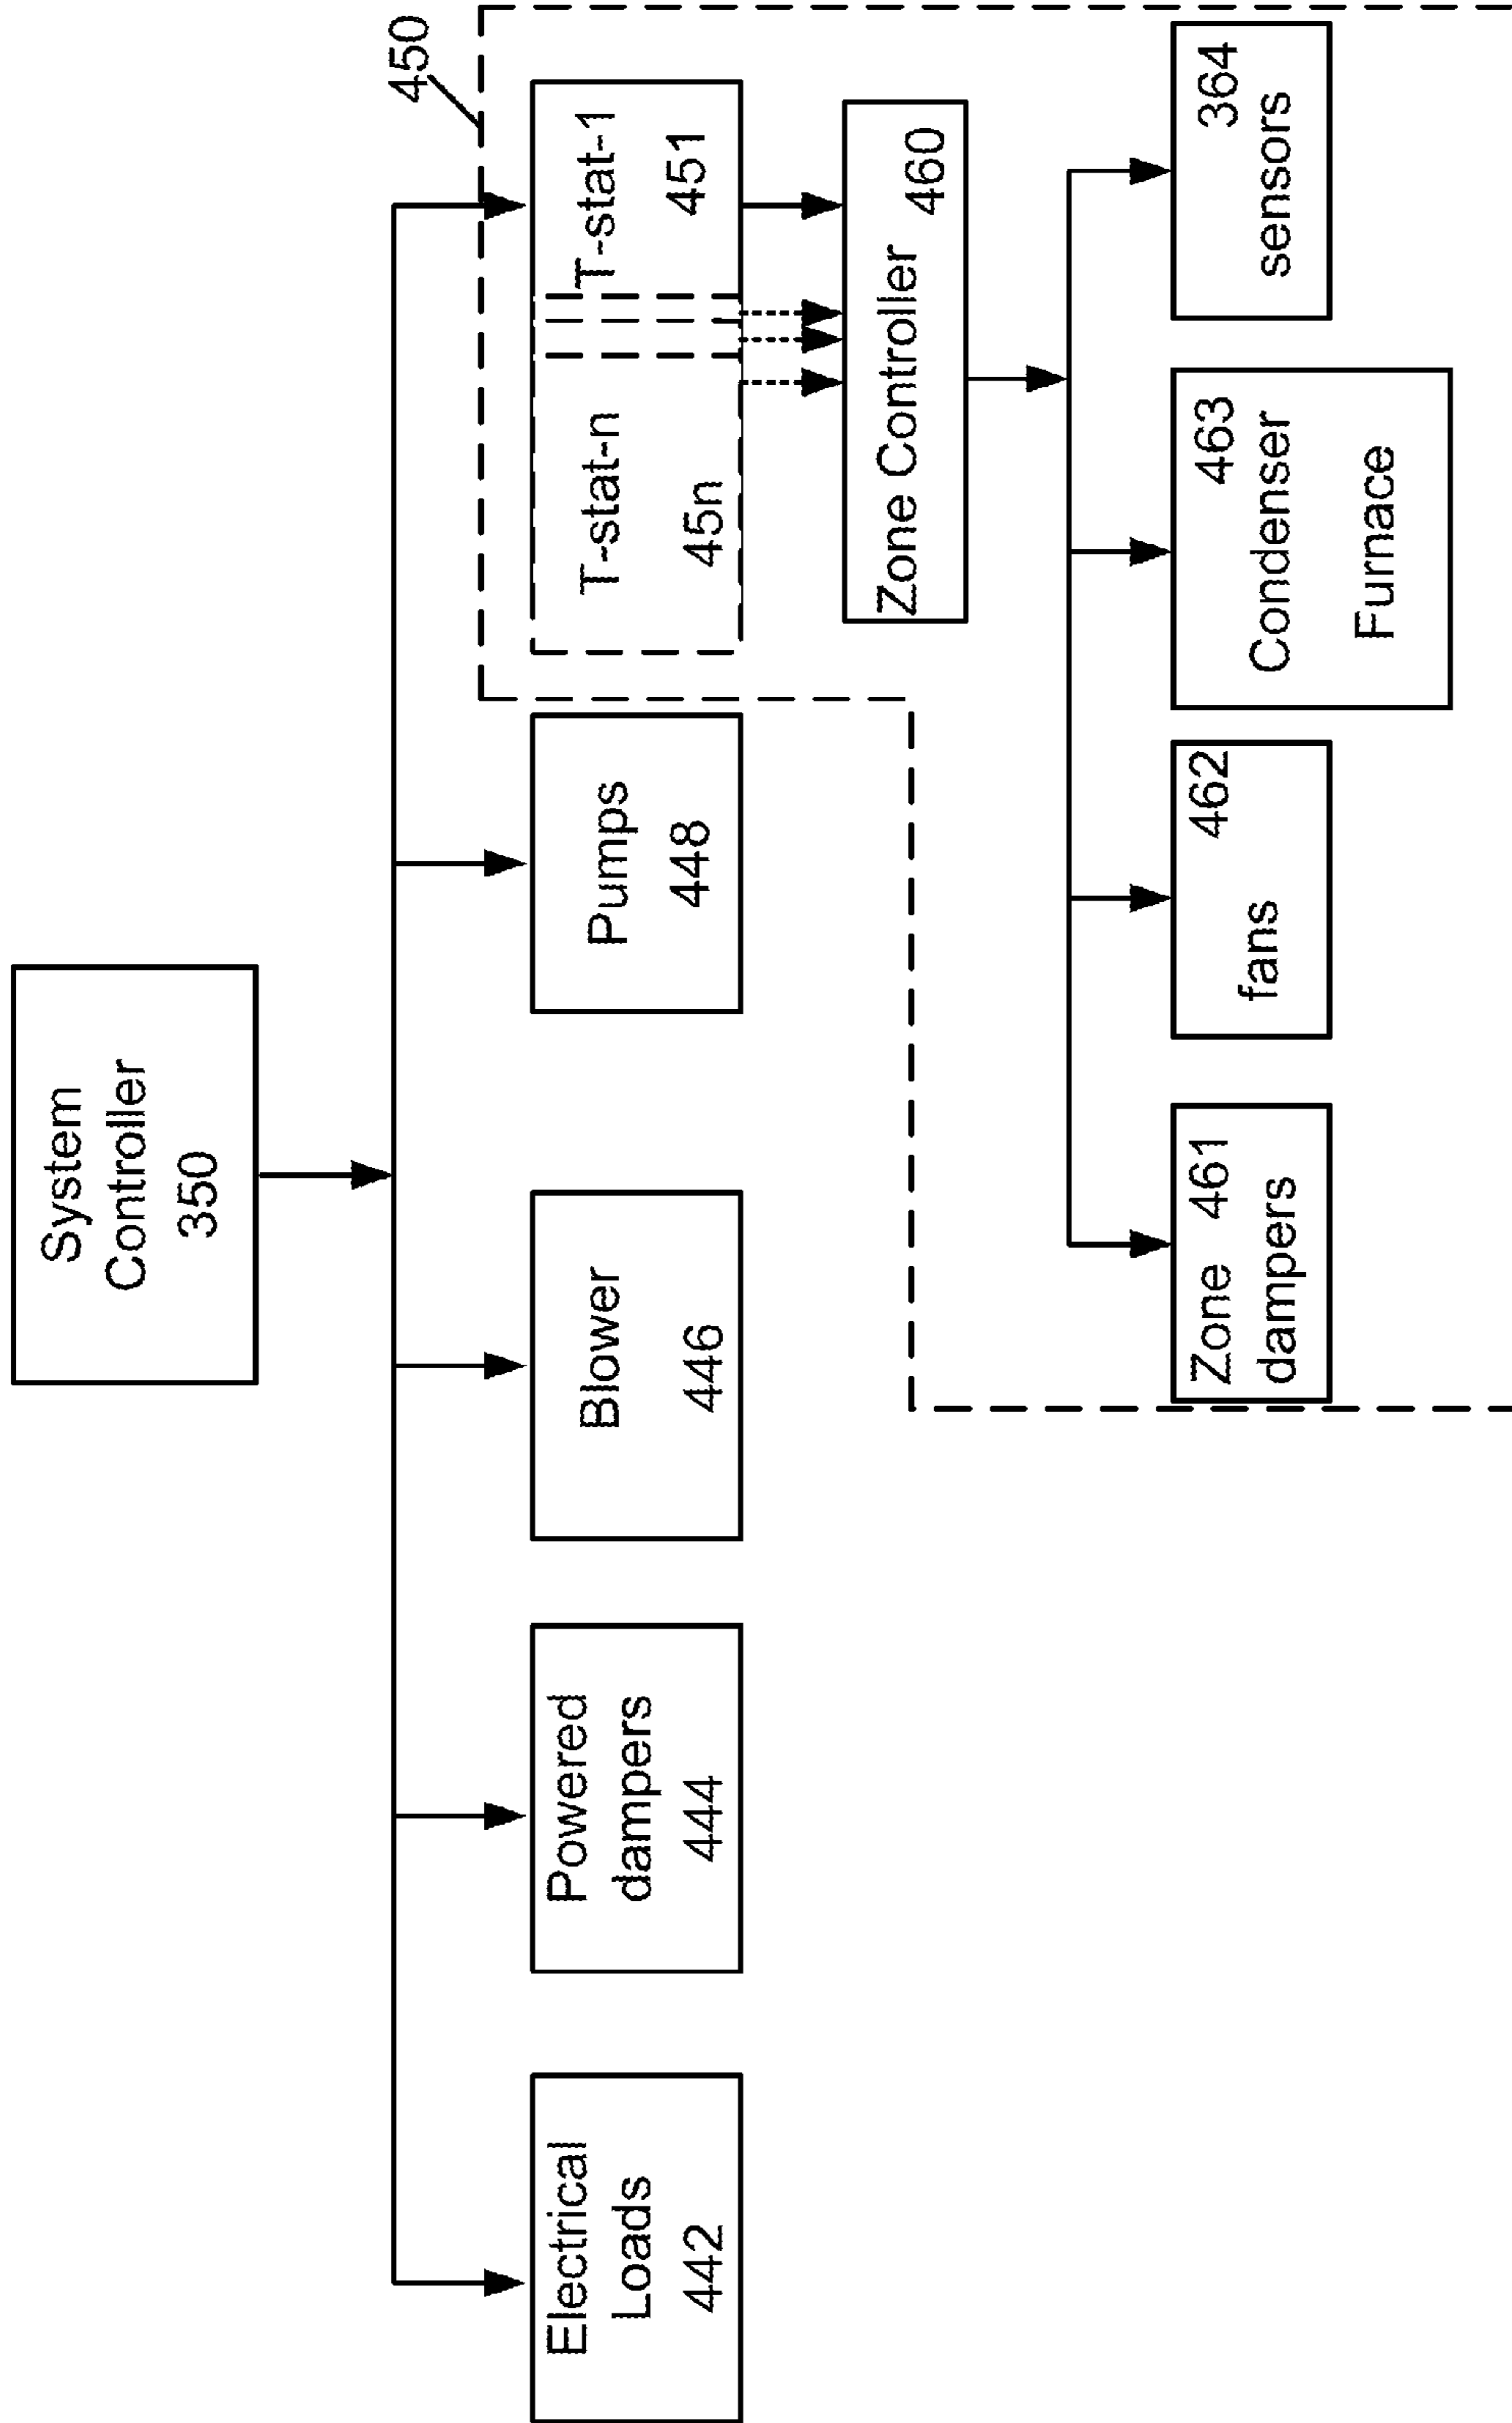 System
Controller
350
450
Electrical
Loads
442
Powered
dampers
444
Blower
446
Pumps
448
T-stat-n
45n
T-stat-1
451
Zone Controller 460
Zone 461
dampers
462
fans
463
Condenser
Furnace
364
sensors